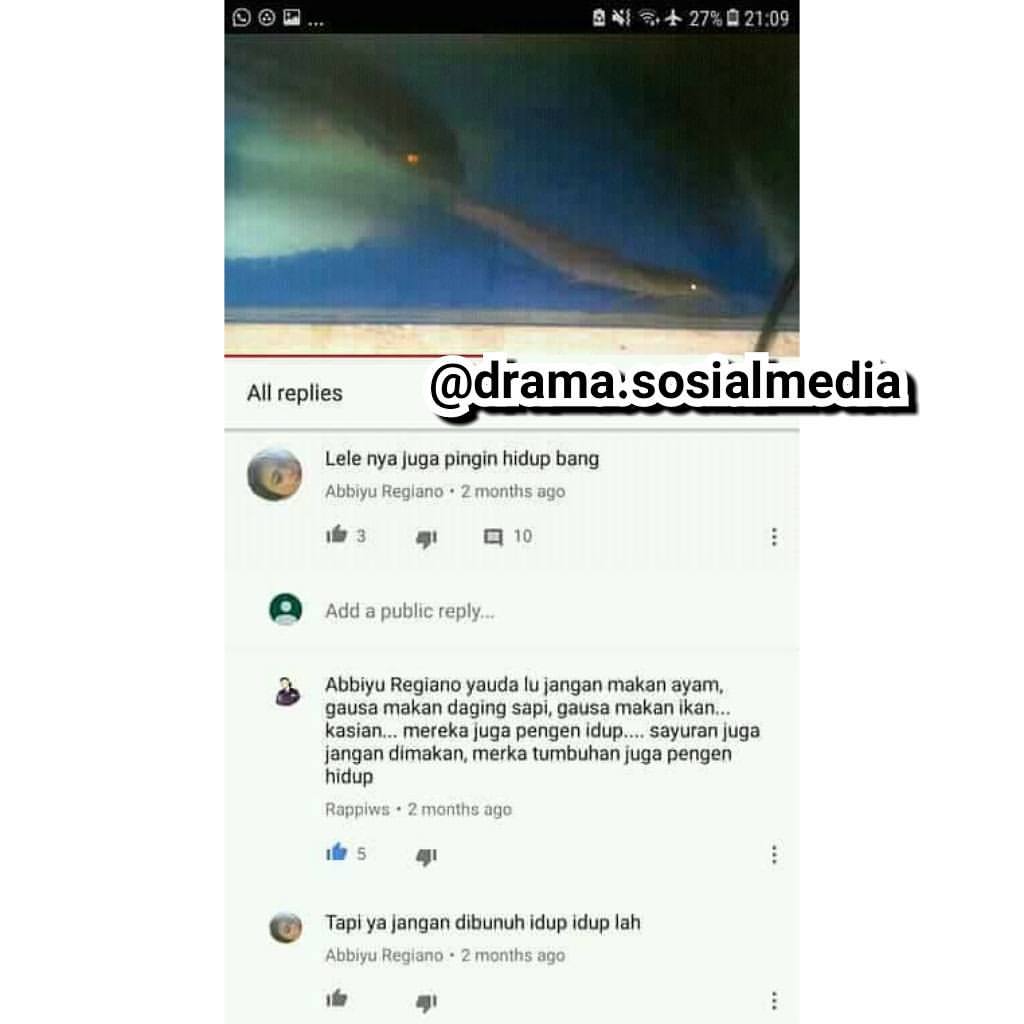 ... 27% 21:09
All replies
@drama.sosialmedia
Lele nya juga pingin hidup bang
Abbiyu Regiano • 2 months ago
3 10
Add a public reply...
Abbiyu Regiano yauda lu jangan makan ayam,
gausa makan daging sapi, gausa makan ikan...
kasian... mereka juga pengen idup.... sayuran juga
jangan dimakan, merka tumbuhan juga pengen
hidup
Rappiws • 2 months ago
5
Tapi ya jangan dibunuh idup idup lah
Abbiyu Regiano • 2 months ago